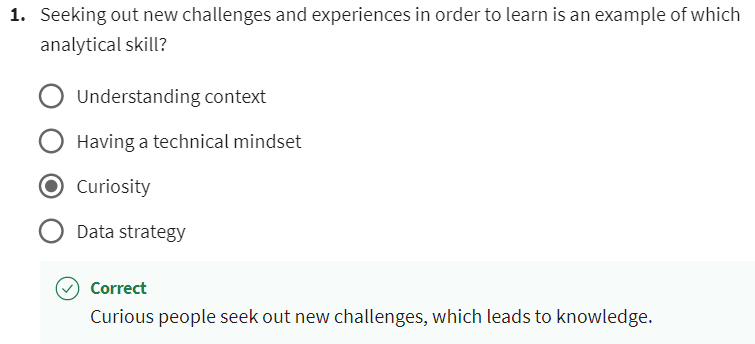 1. Seeking out new challenges and experiences in order to learn is an example of which
analytical skill?
Understanding context
Having a technical mindset
Curiosity
Data strategy
Correct
Curious people seek out new challenges, which leads to knowledge.